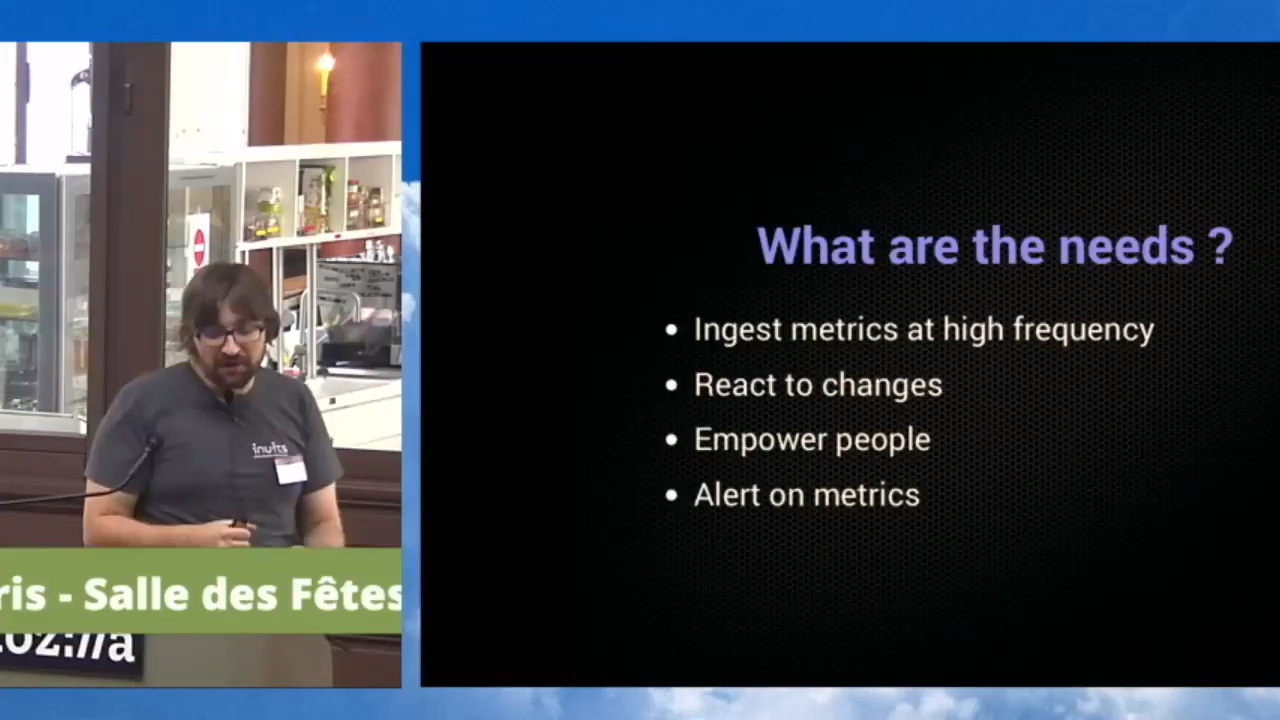 What are the needs ?
Ingest metrics at high frequency
React to changes
Empower people
Alert on metrics
inuits
ris - Salle des Fêtes
oz://a